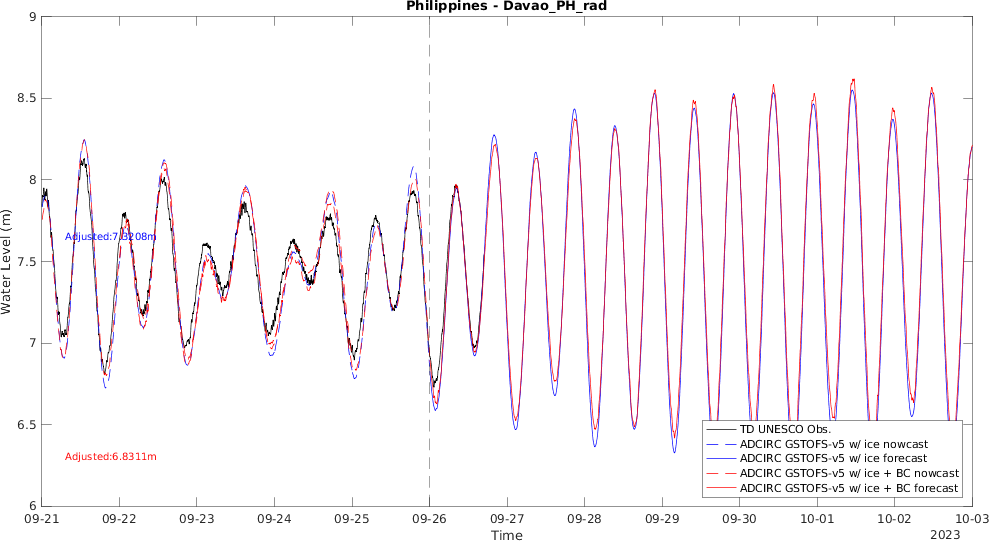 Philippines - Davao_PH_rad
9
8.5
8
7.5
7
6.5
6
Water Level (m)
Adjusted:7.3208m
Adjusted:6.8311m
TD UNESCO Obs.
ADCIRC GSTOFS-v5 w/ ice nowcast
ADCIRC GSTOFS-v5 w/ ice forecast
ADCIRC GSTOFS-v5 w/ ice + BC nowcast
ADCIRC GSTOFS-v5 w/ ice + BC forecast
09-21 09-22 09-23 09-24 09-25 09-26 09-27 09-28 09-29 09-30 10-01 10-02 10-03
Time
2023